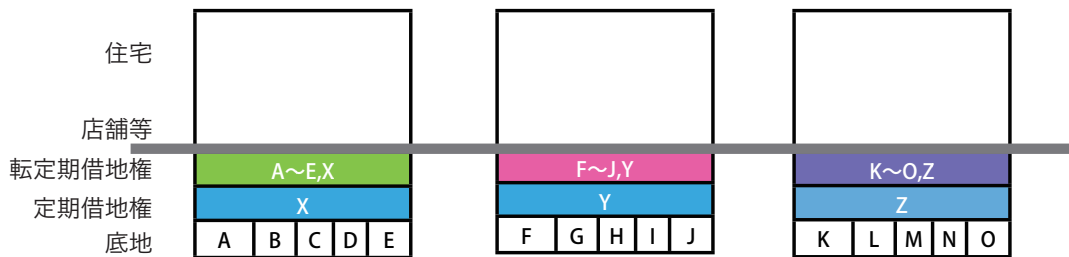 住宅
店舗等
転定期借地権 A～E,X F～J,Y K～O,Z
定期借地権 X Y Z
底地 A B C D E F G H I J K L M N O